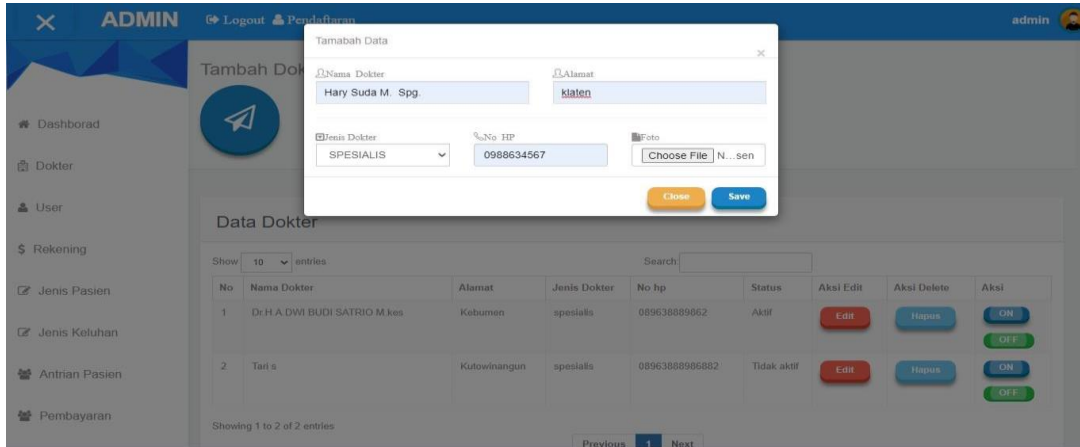 ADMIN Logout Pendaftaran admin
Tamabah Data
×
Nama Dokter Alamat
Hary Suda M. Spg. klaten
Jenis Dokter No HP Foto
SPESIALIS 0988634567 Choose File N...sen
Close Save
Tambah Dok
Dashborad
Dokter
User
$ Rekening
Jenis Pasien
Jenis Keluhan
Antrian Pasien
Pembayaran
Data Dokter
Show 10 entries Search:
No Nama Dokter Alamat Jenis Dokter No hp Status Aksi Edit Aksi Delete Aksi
1 Dr.H.A.DWI BUDI SATRIO M.kes Kebumen spesialis 089638889862 Aktif Edit Hapus ON
OFF
2 Tari s Kutowinangun spesialis 08963888986882 Tidak aktif Edit Hapus ON
OFF
Showing 1 to 2 of 2 entries
Previous 1 Next